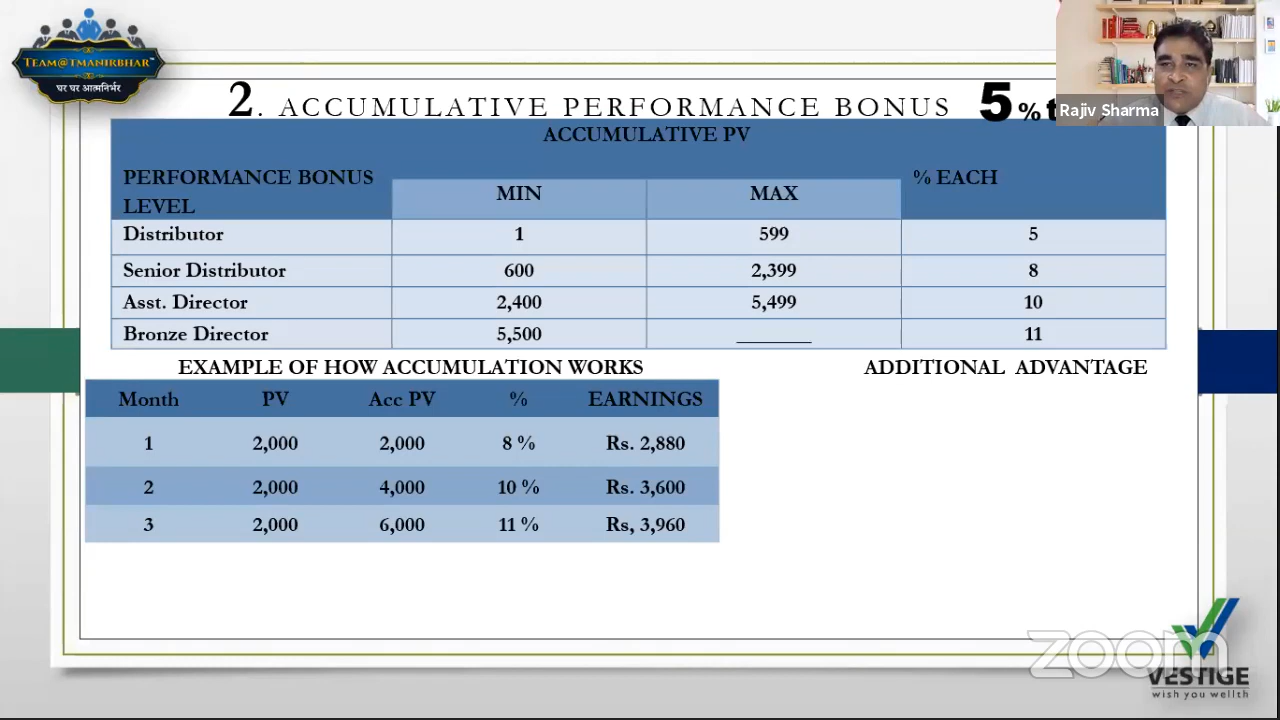 TEAM@TMANIRBHAR
घर घर आत्मनिर्भर
2. ACCUMULATIVE PERFORMANCE BONUS 5%
Rajiv Sharma
ACCUMULATIVE PV
PERFORMANCE BONUS LEVEL MIN MAX % EACH
Distributor 1 599 5
Senior Distributor 600 2,399 8
Asst. Director 2,400 5,499 10
Bronze Director 5,500 11
EXAMPLE OF HOW ACCUMULATION WORKS ADDITIONAL ADVANTAGE
Month PV Acc PV % EARNINGS
1 2,000 2,000 8 % Rs. 2,880
2 2,000 4,000 10 % Rs. 3,600
3 2,000 6,000 11 % Rs, 3,960
zoom
VESTIGE
wish you wellth